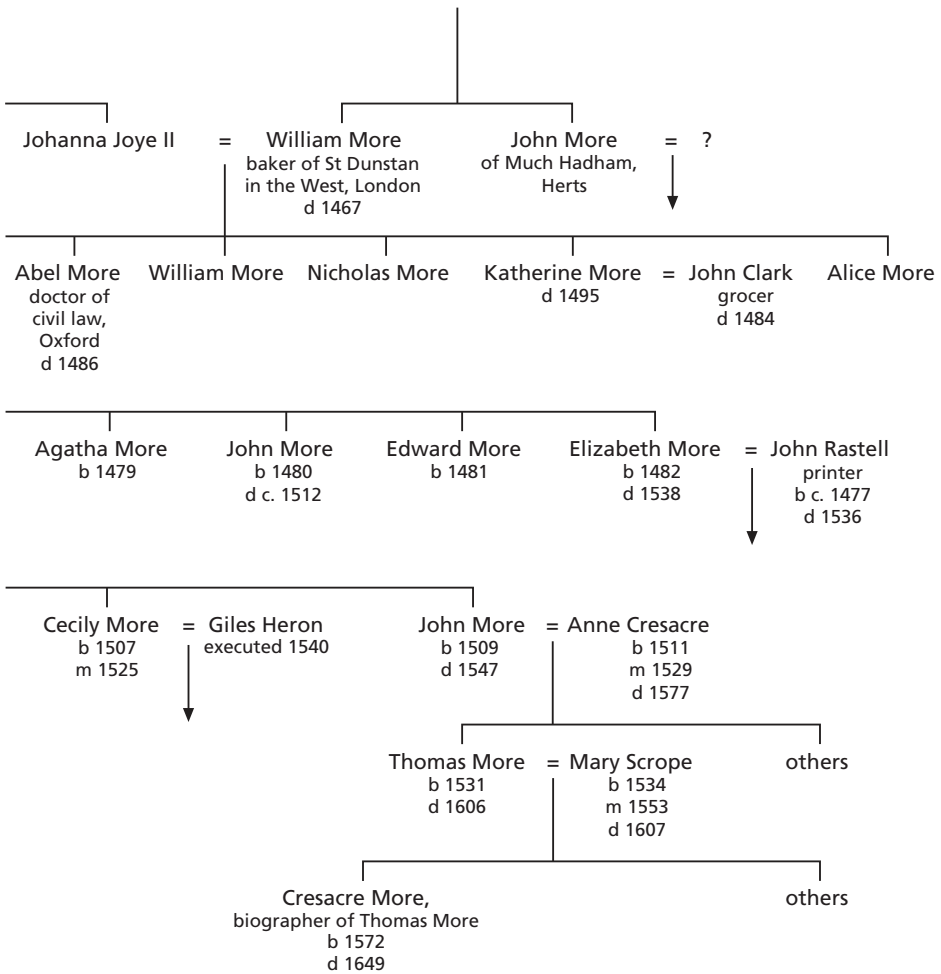 Johanna Joye II = William More
baker of St Dunstan
in the West, London
d 1467
John More = ?
of Much Hadham,
Herts
Abel More
doctor of
civil law,
Oxford
d 1486
William More
Nicholas More
Katherine More = John Clark
d 1495
grocer
d 1484
Alice More
Agatha More
b 1479
John More
b 1480
d c. 1512
Edward More
b 1481
Elizabeth More = John Rastell
b 1482
d 1538
printer
b c. 1477
d 1536
Cecily More = Giles Heron
b 1507
m 1525
executed 1540
John More = Anne Cresacre
b 1509
d 1547
b 1511
m 1529
d 1577
Thomas More = Mary Scrope
b 1531
d 1606
b 1534
m 1553
d 1607
others
Cresacre More,
biographer of Thomas More
b 1572
d 1649
others